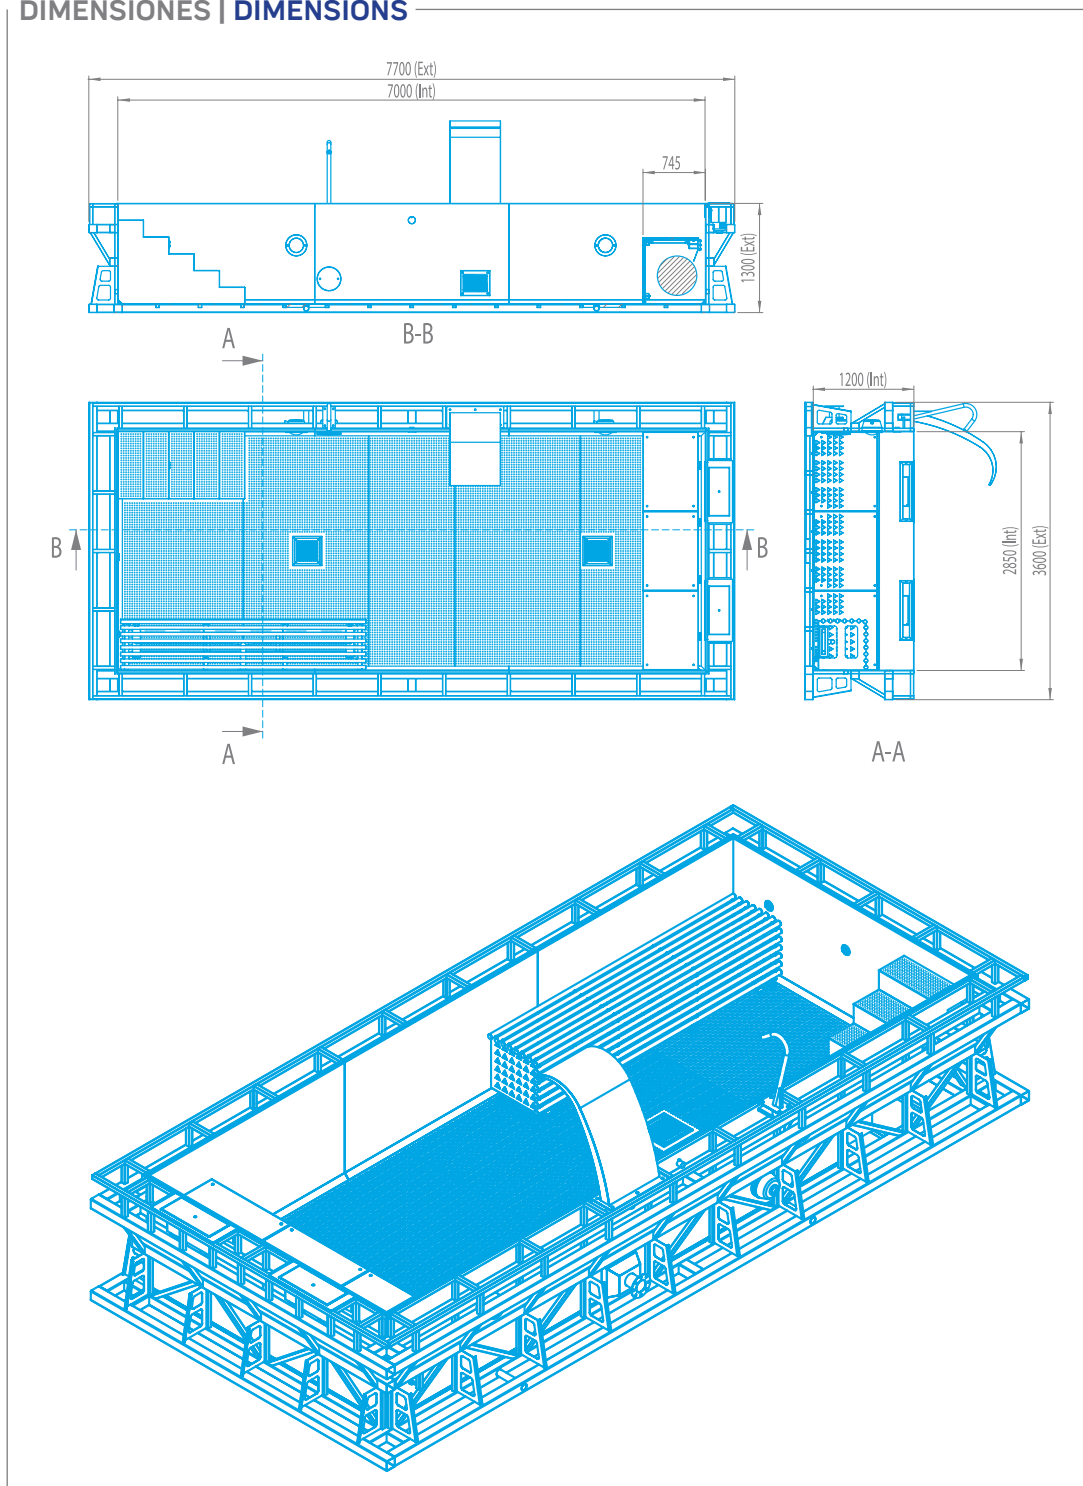 DIMENSIONES | DIMENSIONS
7700 (Ext)
7000 (Int)
745
1300 (Ext)
B-B
A
1200 (Int)
B
B
2850 (Int)
3600 (Ext)
A
A-A